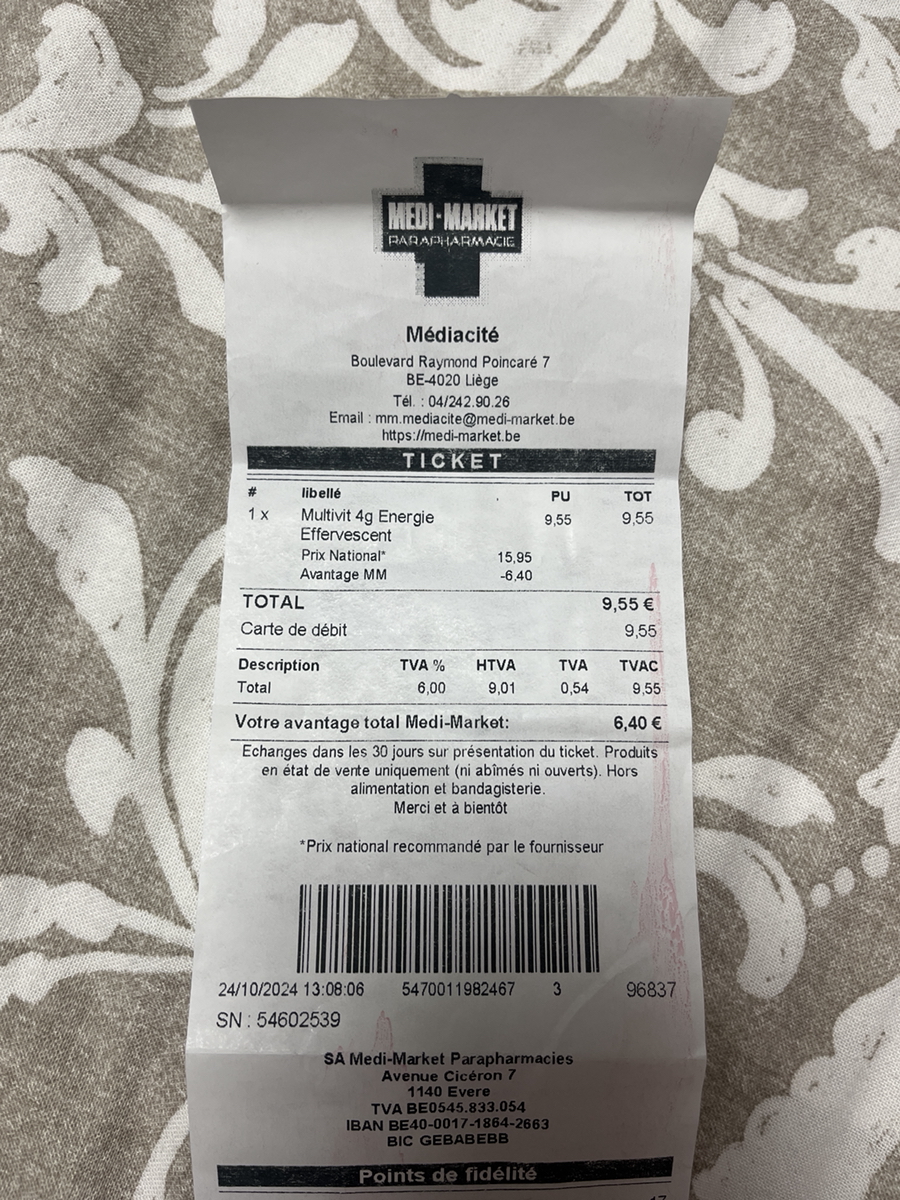 MEDI-MARKET
PARAPHARMACIE
Médiacité
Boulevard Raymond Poincaré 7
BE-4020 Liège
Tél. : 04/242.90.26
Email : mm.mediacite@medi-market.be
https://medi-market.be
TICKET
# libellé PU TOT
1 x Multivit 4g Energie 9,55 9,55
Effervescent
Prix National* 15,95
Avantage MM -6,40
TOTAL 9,55 €
Carte de débit 9,55
Description TVA % HTVA TVA TVAC
Total 6,00 9,01 0,54 9,55
Votre avantage total Medi-Market: 6,40 €
Echanges dans les 30 jours sur présentation du ticket. Produits
en état de vente uniquement (ni abîmés ni ouverts). Hors
alimentation et bandagisterie.
Merci et à bientôt
*Prix national recommandé par le fournisseur
24/10/2024 13:08:06 5470011982467 3 96837
SN : 54602539
SA Medi-Market Parapharmacies
Avenue Cicéron 7
1140 Evere
TVA BE0545.833.054
IBAN BE40-0017-1864-2663
BIC GEBABEBB
Points de fidélité